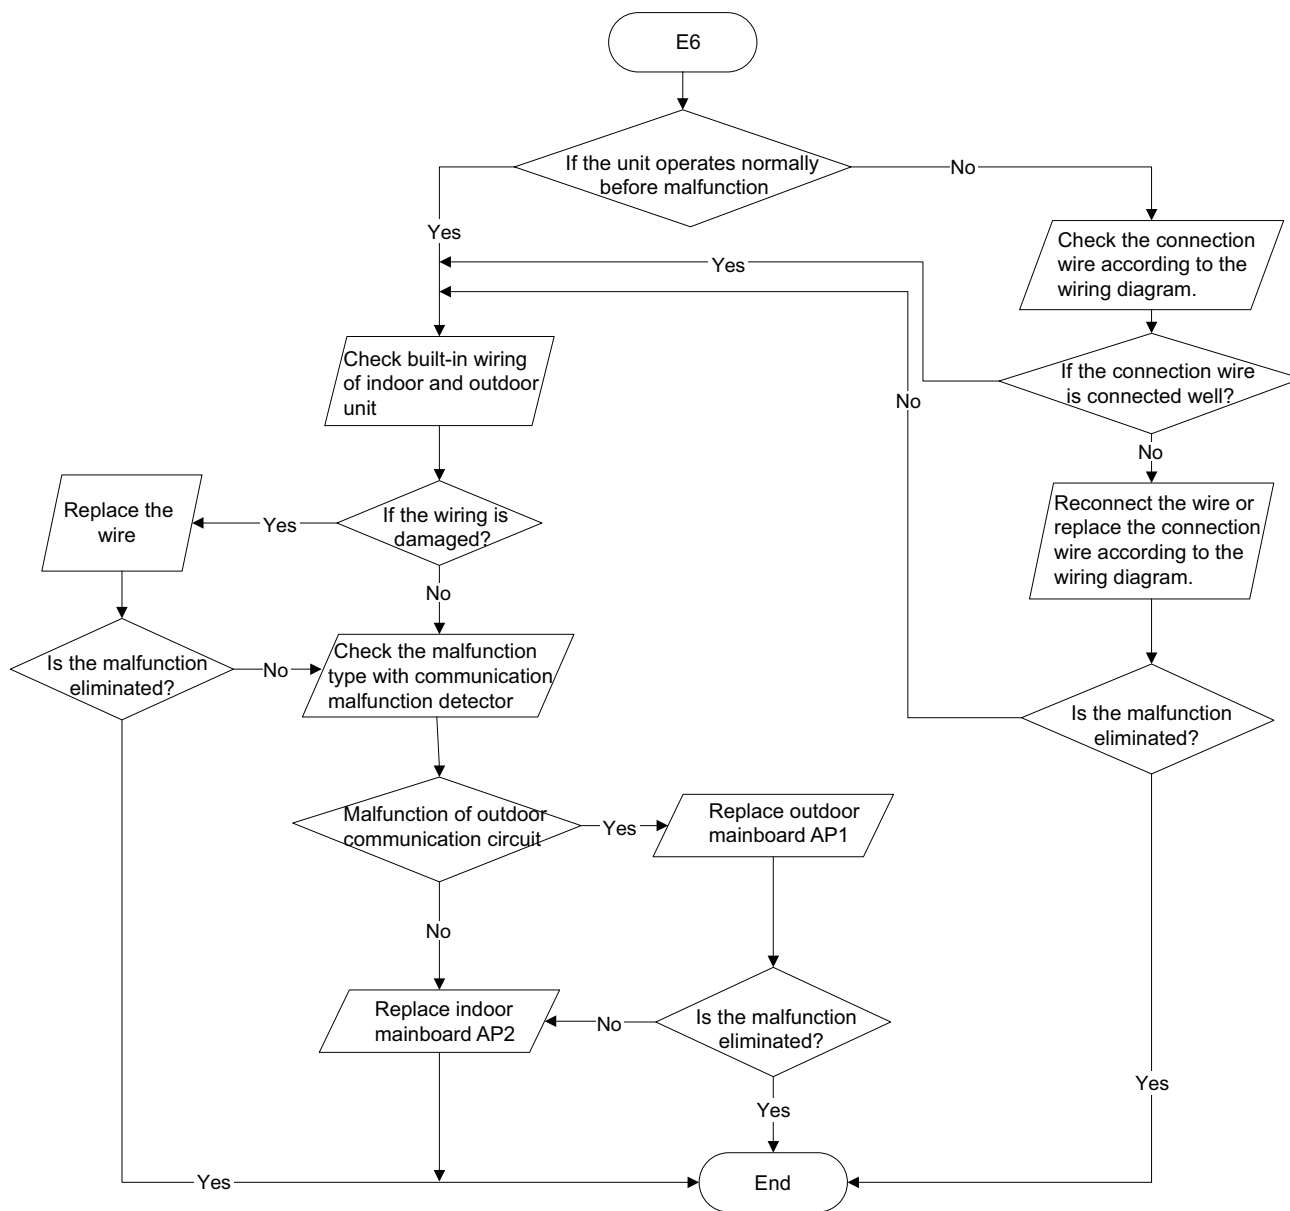 E6
If the unit operates normally
before malfunction
No
Yes
Check the connection
wire according to the
wiring diagram.
Yes
Check built-in wiring
of indoor and outdoor
unit
If the connection wire
is connected well?
No
No
Replace the
wire
Yes
If the wiring is
damaged?
Reconnect the wire or
replace the connection
wire according to the
wiring diagram.
No
Is the malfunction
eliminated?
No
Check the malfunction
type with communication
malfunction detector
Is the malfunction
eliminated?
Malfunction of outdoor
communication circuit
Yes
Replace outdoor
mainboard AP1
No
Replace indoor
mainboard AP2
No
Is the malfunction
eliminated?
Yes
Yes
Yes
End